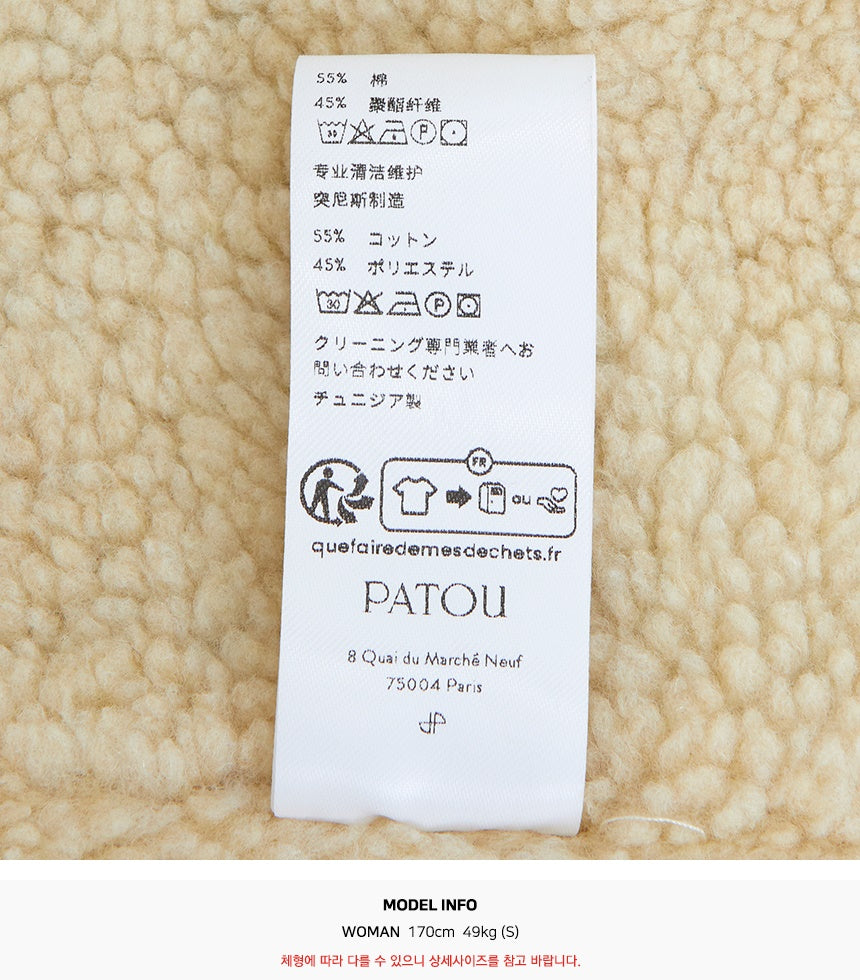 55% 棉
45% 聚酯纤维
30 P
专业清洁维护
突尼斯制造
55% コットン
45% ポリエステル
30 P
クリーニング専門業者へお
問い合わせください
チュニジア製
FR
ou
quefairedemesdechets.fr
PATOU
8 Quai du Marché Neuf
75004 Paris
JP
MODEL INFO
WOMAN 170cm 49kg (S)
체형에 따라 다를 수 있으니 상세사이즈를 참고 바랍니다.